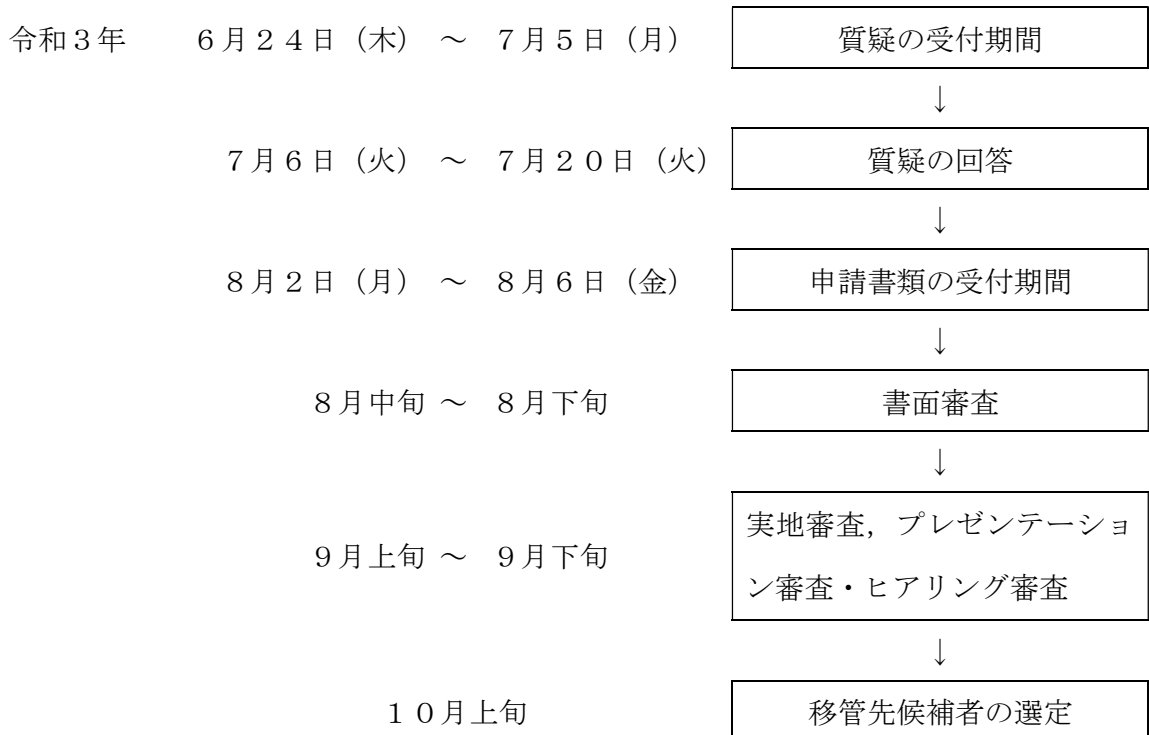 令和3年　６月２４日（木）　～　７月５日（月）　質疑の受付期間
↓
７月６日（火）　～　７月２０日（火）　質疑の回答
↓
８月２日（月）　～　８月６日（金）　申請書類の受付期間
↓
８月中旬　～　８月下旬　書面審査
↓
９月上旬　～　９月下旬　実地審査，プレゼンテーショ
ン審査・ヒアリング審査
↓
１０月上旬　移管先候補者の選定